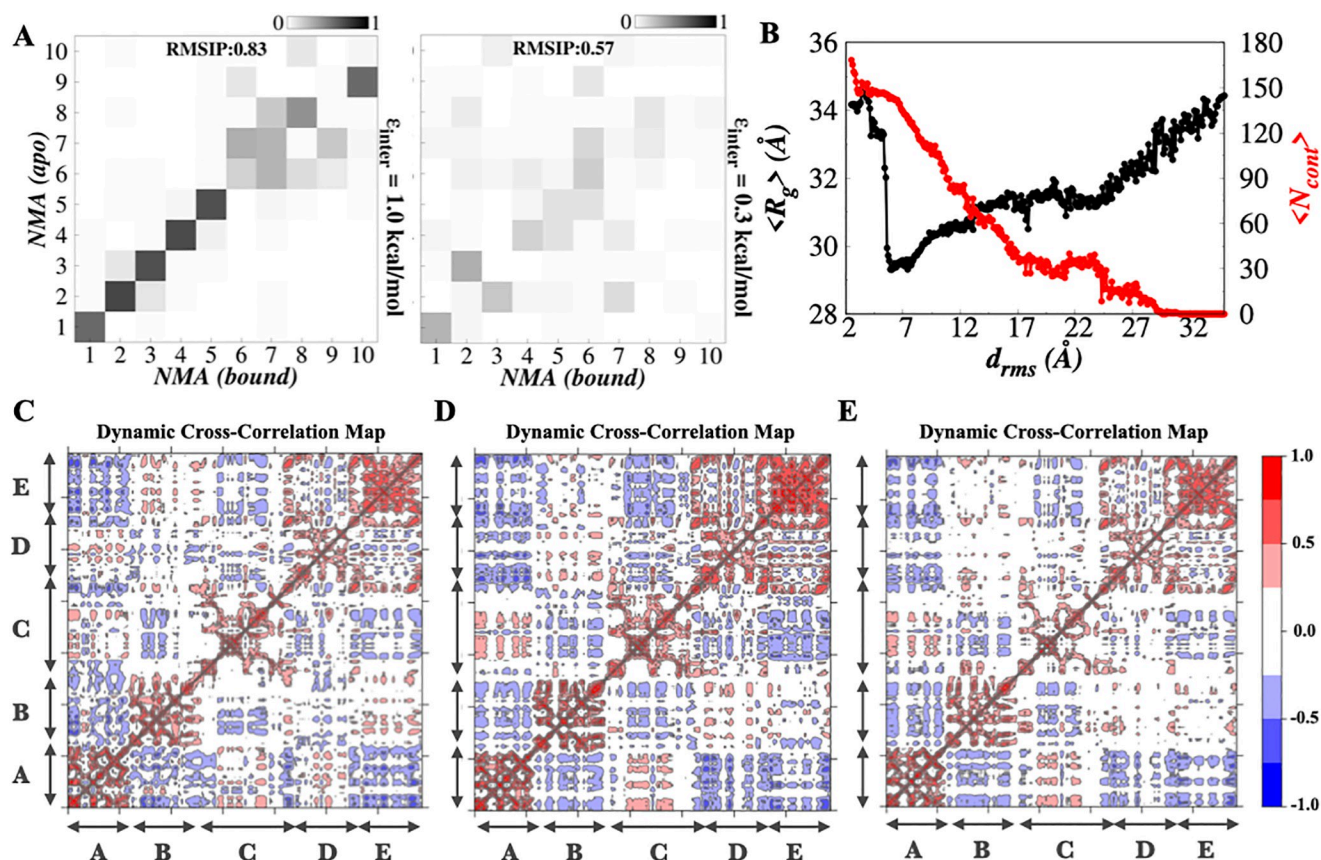 A
0 1
RMSIP:0.83
10
9
8
7
6
5
4
3
2
1
NMA (apo)
1 2 3 4 5 6 7 8 9 10
NMA (bound)
εinter = 1.0 kcal/mol
0 1
RMSIP:0.57
1 2 3 4 5 6 7 8 9 10
NMA (bound)
εinter = 0.3 kcal/mol
B
36
34
32
30
28
<Rg> (Å)
180
150
120
90
60
30
0
<Ncont>
2 7 12 17 22 27 32
drms (Å)
C
Dynamic Cross-Correlation Map
E
D
C
B
A
A B C D E
D
Dynamic Cross-Correlation Map
A B C D E
E
Dynamic Cross-Correlation Map
A B C D E
1.0
0.5
0.0
-0.5
-1.0